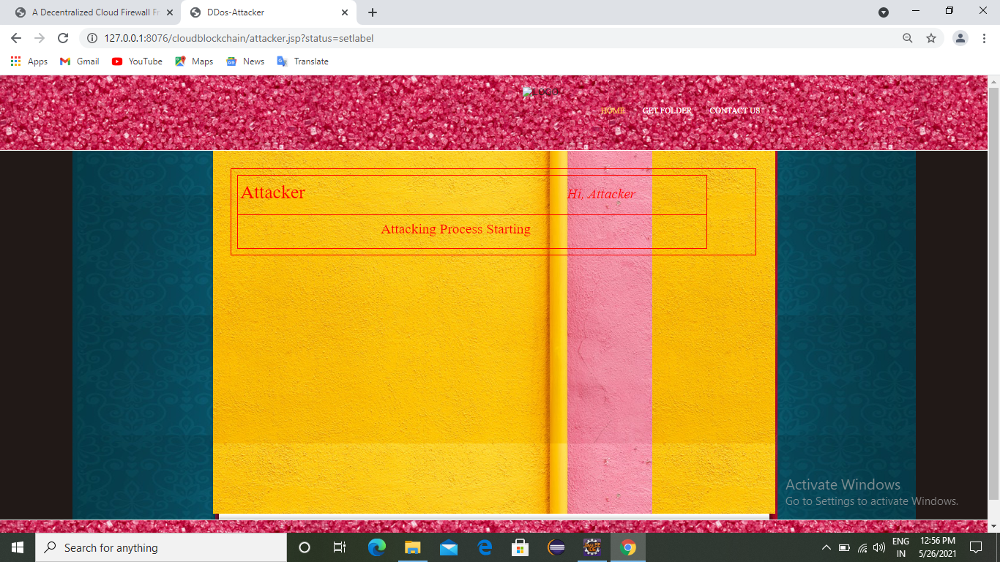 A Decentralized Cloud Firewall Fr
DDos-Attacker
127.0.0.1:8076/cloudblockchain/attacker.jsp?status=setlabel
Apps
Gmail
YouTube
Maps
News
Translate
LOGO
HOME
GET FOLDER
CONTACT US
Attacker
Hi, Attacker
Attacking Process Starting
Activate Windows
Go to Settings to activate Windows.
Search for anything
ENG
IN
12:56 PM
5/26/2021